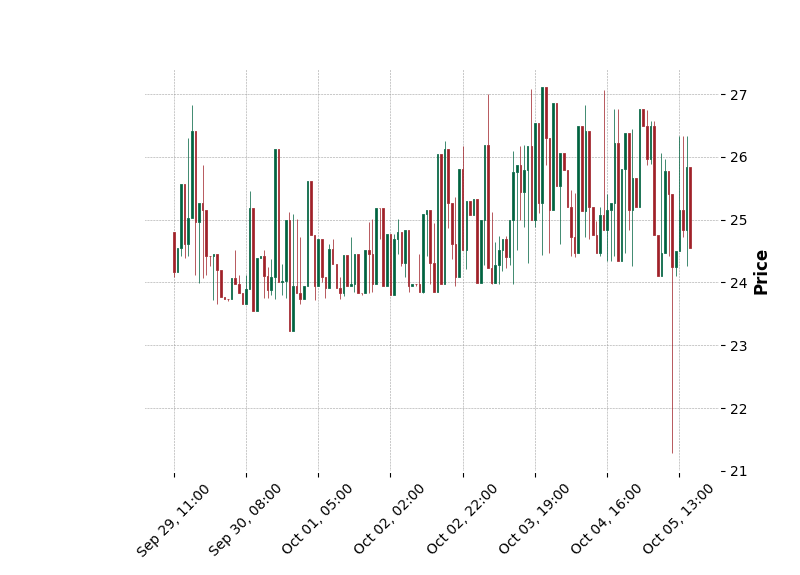 27
26
25
24
23
22
21
Price
Sep 29, 11:00
Sep 30, 08:00
Oct 01, 05:00
Oct 02, 02:00
Oct 02, 22:00
Oct 03, 19:00
Oct 04, 16:00
Oct 05, 13:00